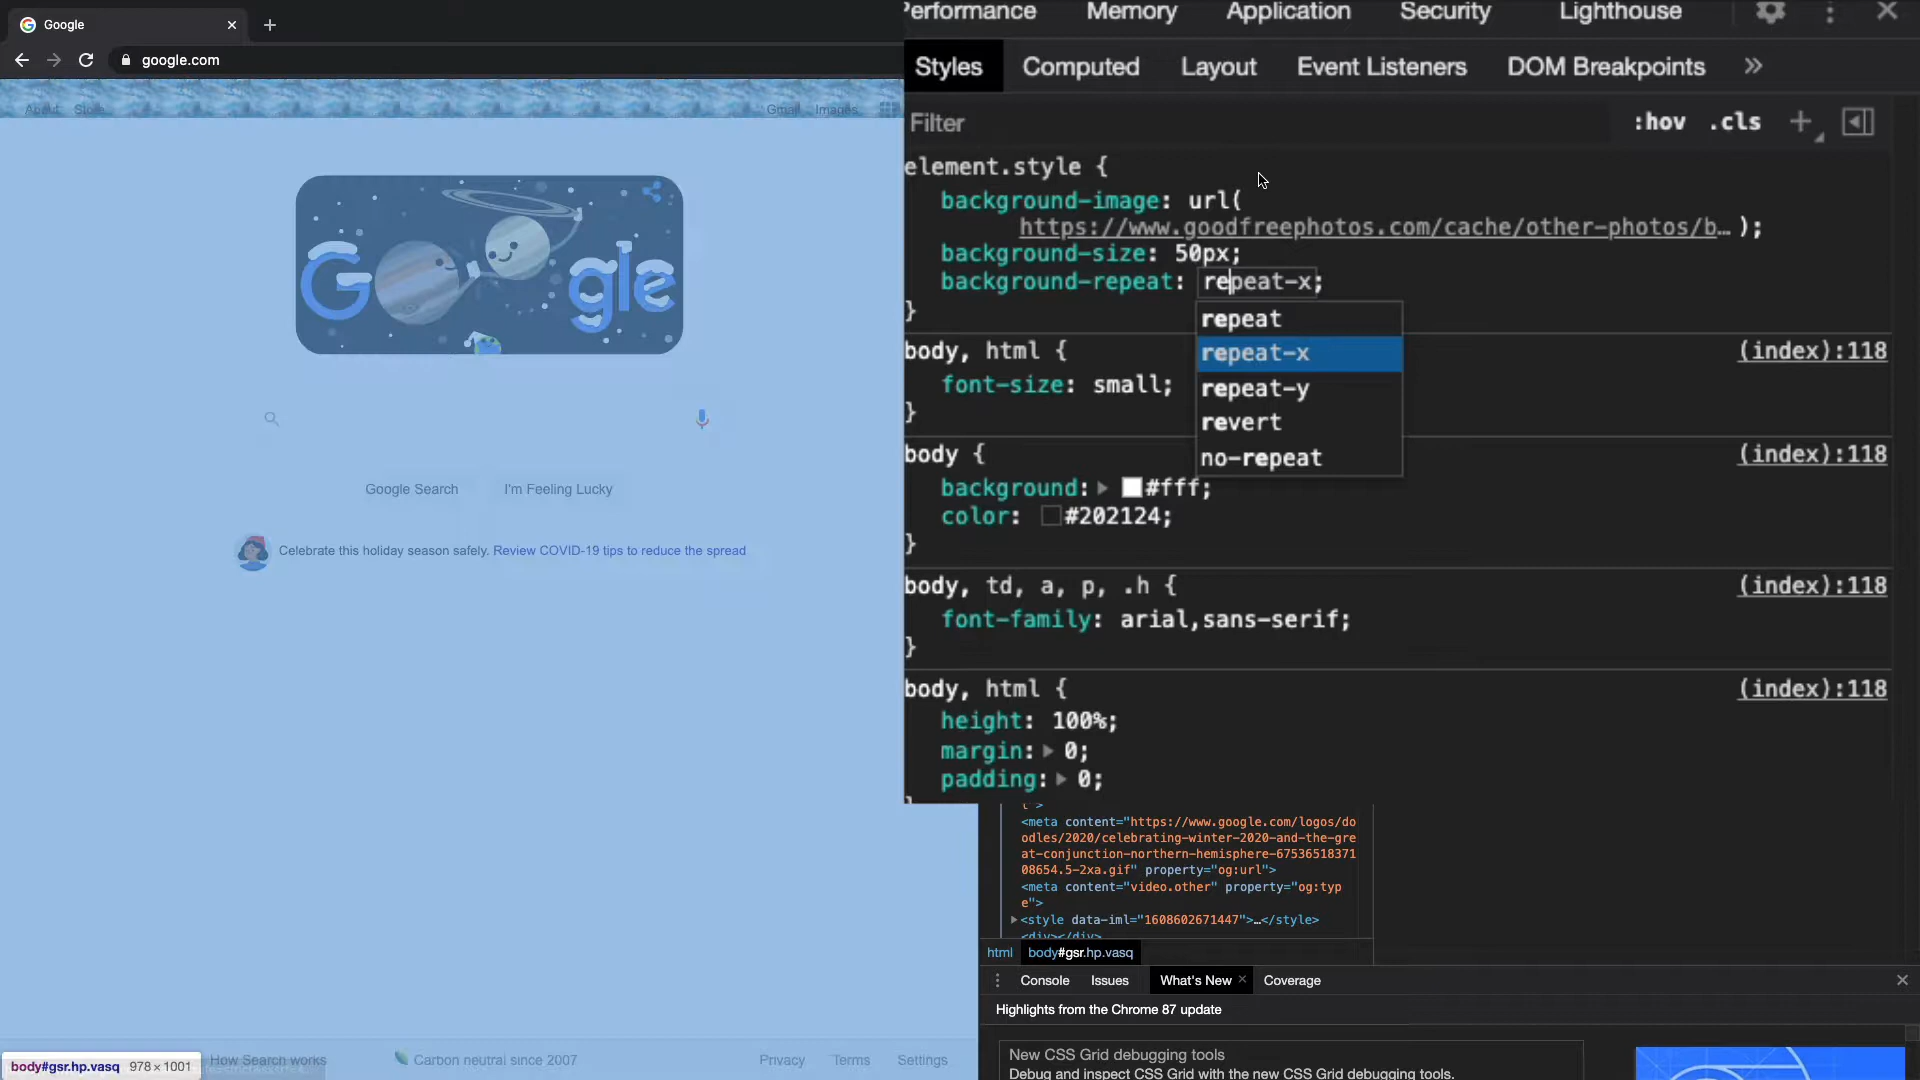 Google
google.com
About Store
Gmail Images
Google
Google Search I'm Feeling Lucky
Celebrate this holiday season safely. Review COVID-19 tips to reduce the spread
How Search works
Carbon neutral since 2007
Privacy Terms Settings
body#gsr.hp.vasq 978×1001
Performance Memory Application Security Lighthouse
Styles Computed Layout Event Listeners DOM Breakpoints »
Filter :hov .cls
element.style {
background-image: url(
https://www.goodfreephotos.com/cache/other-photos/b… );
background-size: 50px;
background-repeat: repeat-x;
}
repeat
repeat-x
repeat-y
revert
no-repeat
body, html { (index):118
font-size: small;
}
body { (index):118
background: #fff;
color: #202124;
}
body, td, a, p, .h { (index):118
font-family: arial,sans-serif;
}
body, html { (index):118
height: 100%;
margin: 0;
padding: 0;
<meta content="https://www.google.com/logos/do
odles/2020/celebrating-winter-2020-and-the-gre
at-conjunction-northern-hemisphere-67536518371
08654.5-2xa.gif" property="og:url">
<meta content="video.other" property="og:typ
e">
<style data-iml="1608602671447">…</style>
<div></div>
html body#gsr.hp.vasq
Console Issues What's New × Coverage
Highlights from the Chrome 87 update
New CSS Grid debugging tools
Debug and inspect CSS Grid with the new CSS Grid debugging tools.